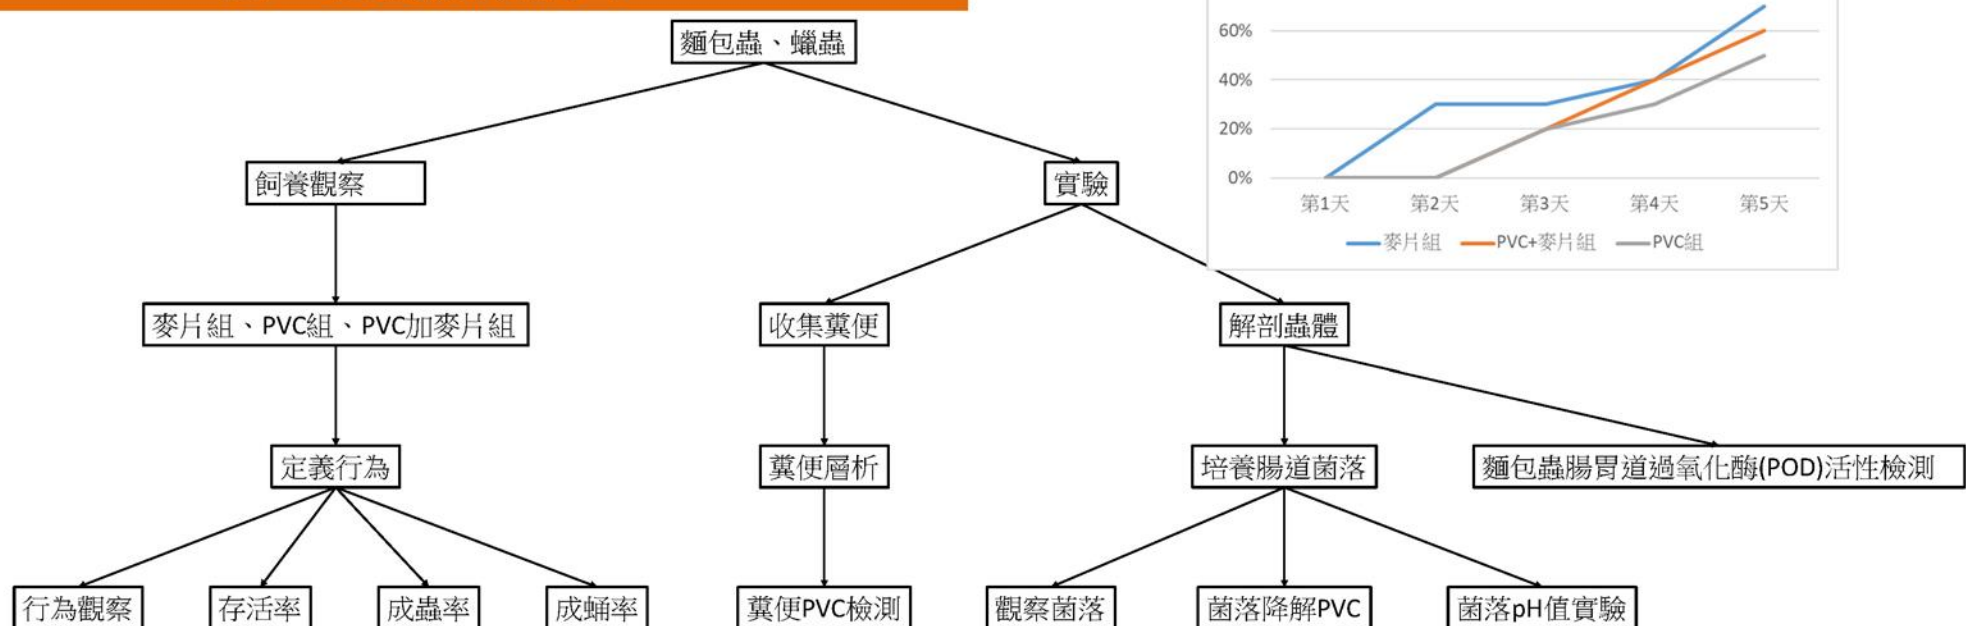 麵包蟲、蠟蟲
飼養觀察
實驗
麥片組、PVC組、PVC加麥片組
收集糞便
解剖蟲體
定義行為
糞便層析
培養腸道菌落
麵包蟲腸胃道過氧化酶(POD)活性檢測
行為觀察
存活率
成蟲率
成蛹率
糞便PVC檢測
觀察菌落
菌落降解PVC
菌落pH值實驗
60%
40%
20%
0%
第1天 第2天 第3天 第4天 第5天
麥片組 PVC+麥片組 PVC組